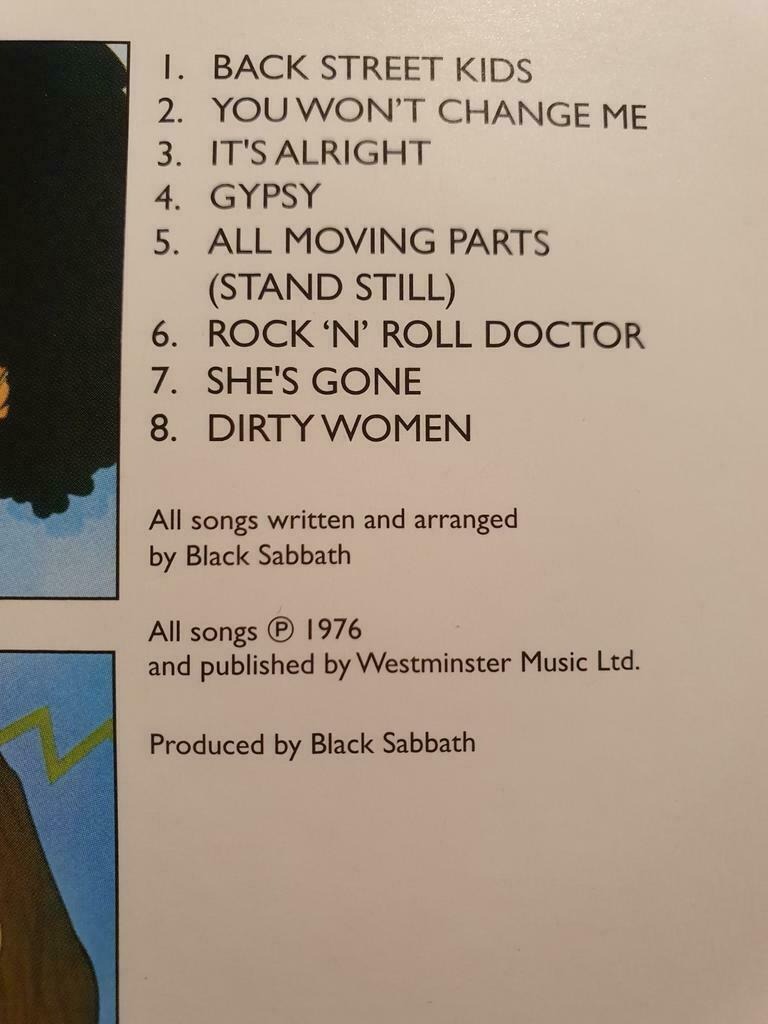 1. BACK STREET KIDS
2. YOU WON'T CHANGE ME
3. IT'S ALRIGHT
4. GYPSY
5. ALL MOVING PARTS
(STAND STILL)
6. ROCK ‘N’ ROLL DOCTOR
7. SHE'S GONE
8. DIRTY WOMEN
All songs written and arranged
by Black Sabbath
All songs ℗ 1976
and published by Westminster Music Ltd.
Produced by Black Sabbath